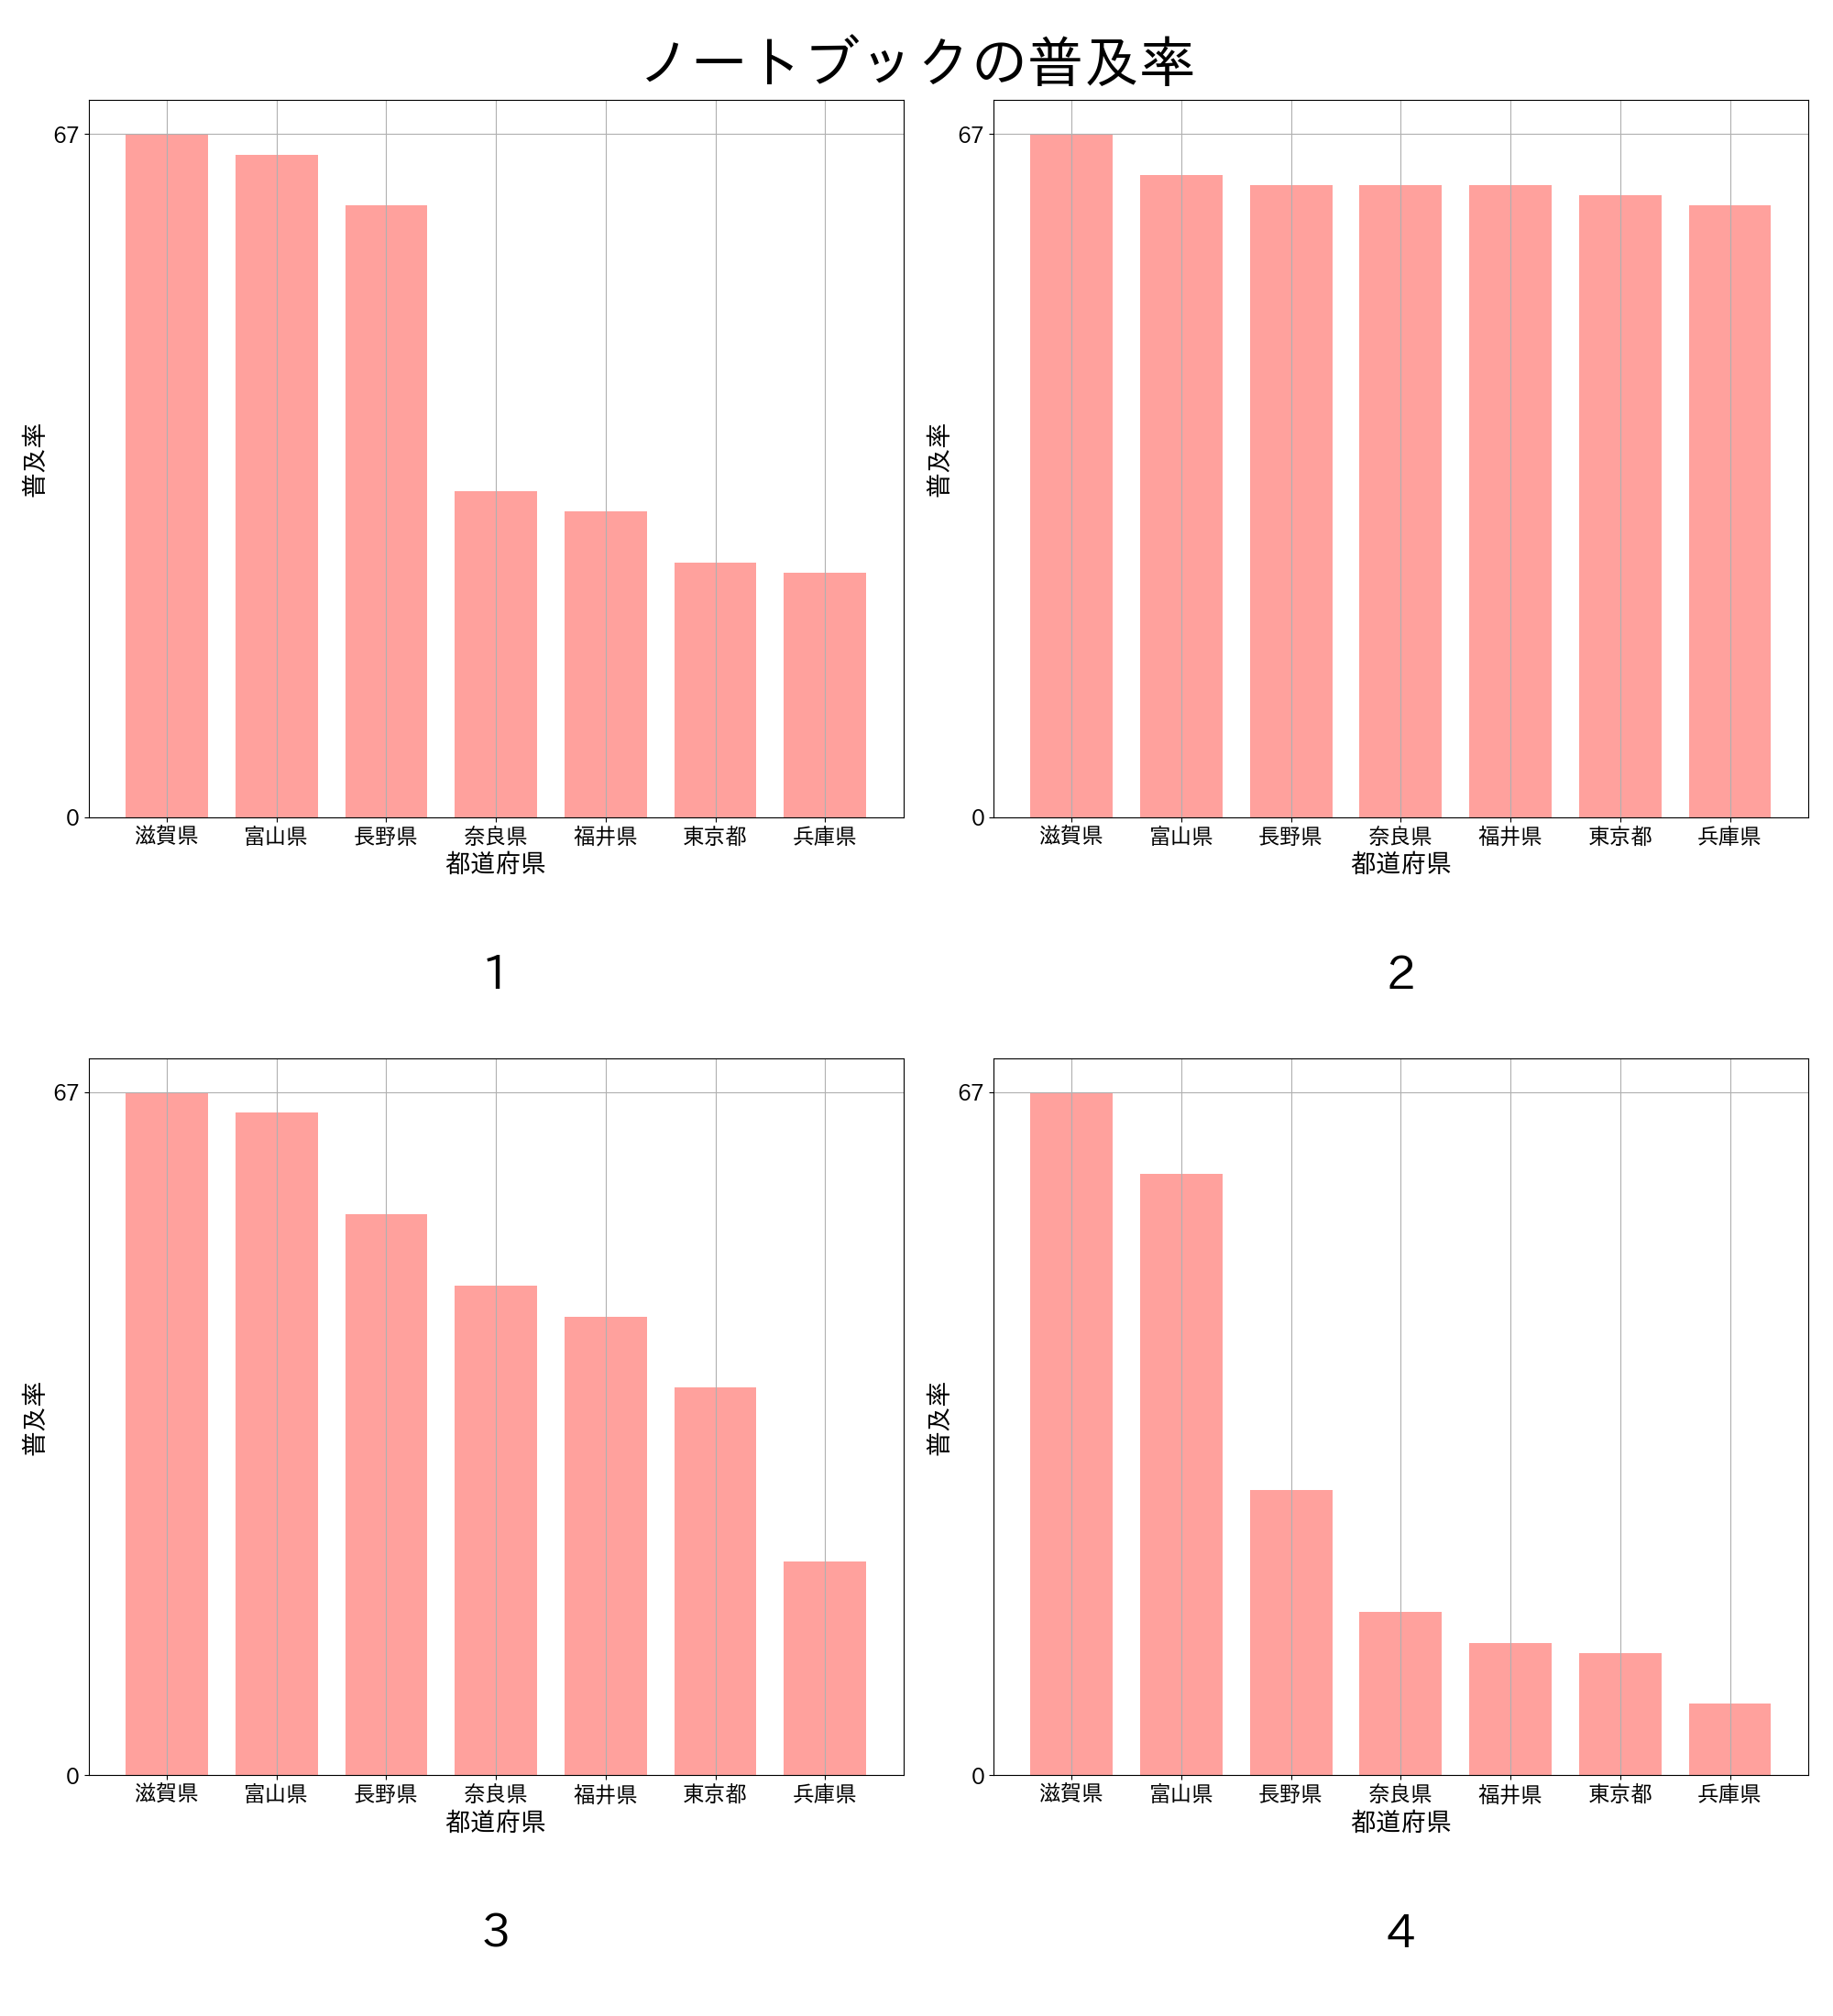 ノートブックの普及率
67
0
普及率
滋賀県 富山県 長野県 奈良県 福井県 東京都 兵庫県
都道府県
1
67
0
普及率
滋賀県 富山県 長野県 奈良県 福井県 東京都 兵庫県
都道府県
2
67
0
普及率
滋賀県 富山県 長野県 奈良県 福井県 東京都 兵庫県
都道府県
3
67
0
普及率
滋賀県 富山県 長野県 奈良県 福井県 東京都 兵庫県
都道府県
4